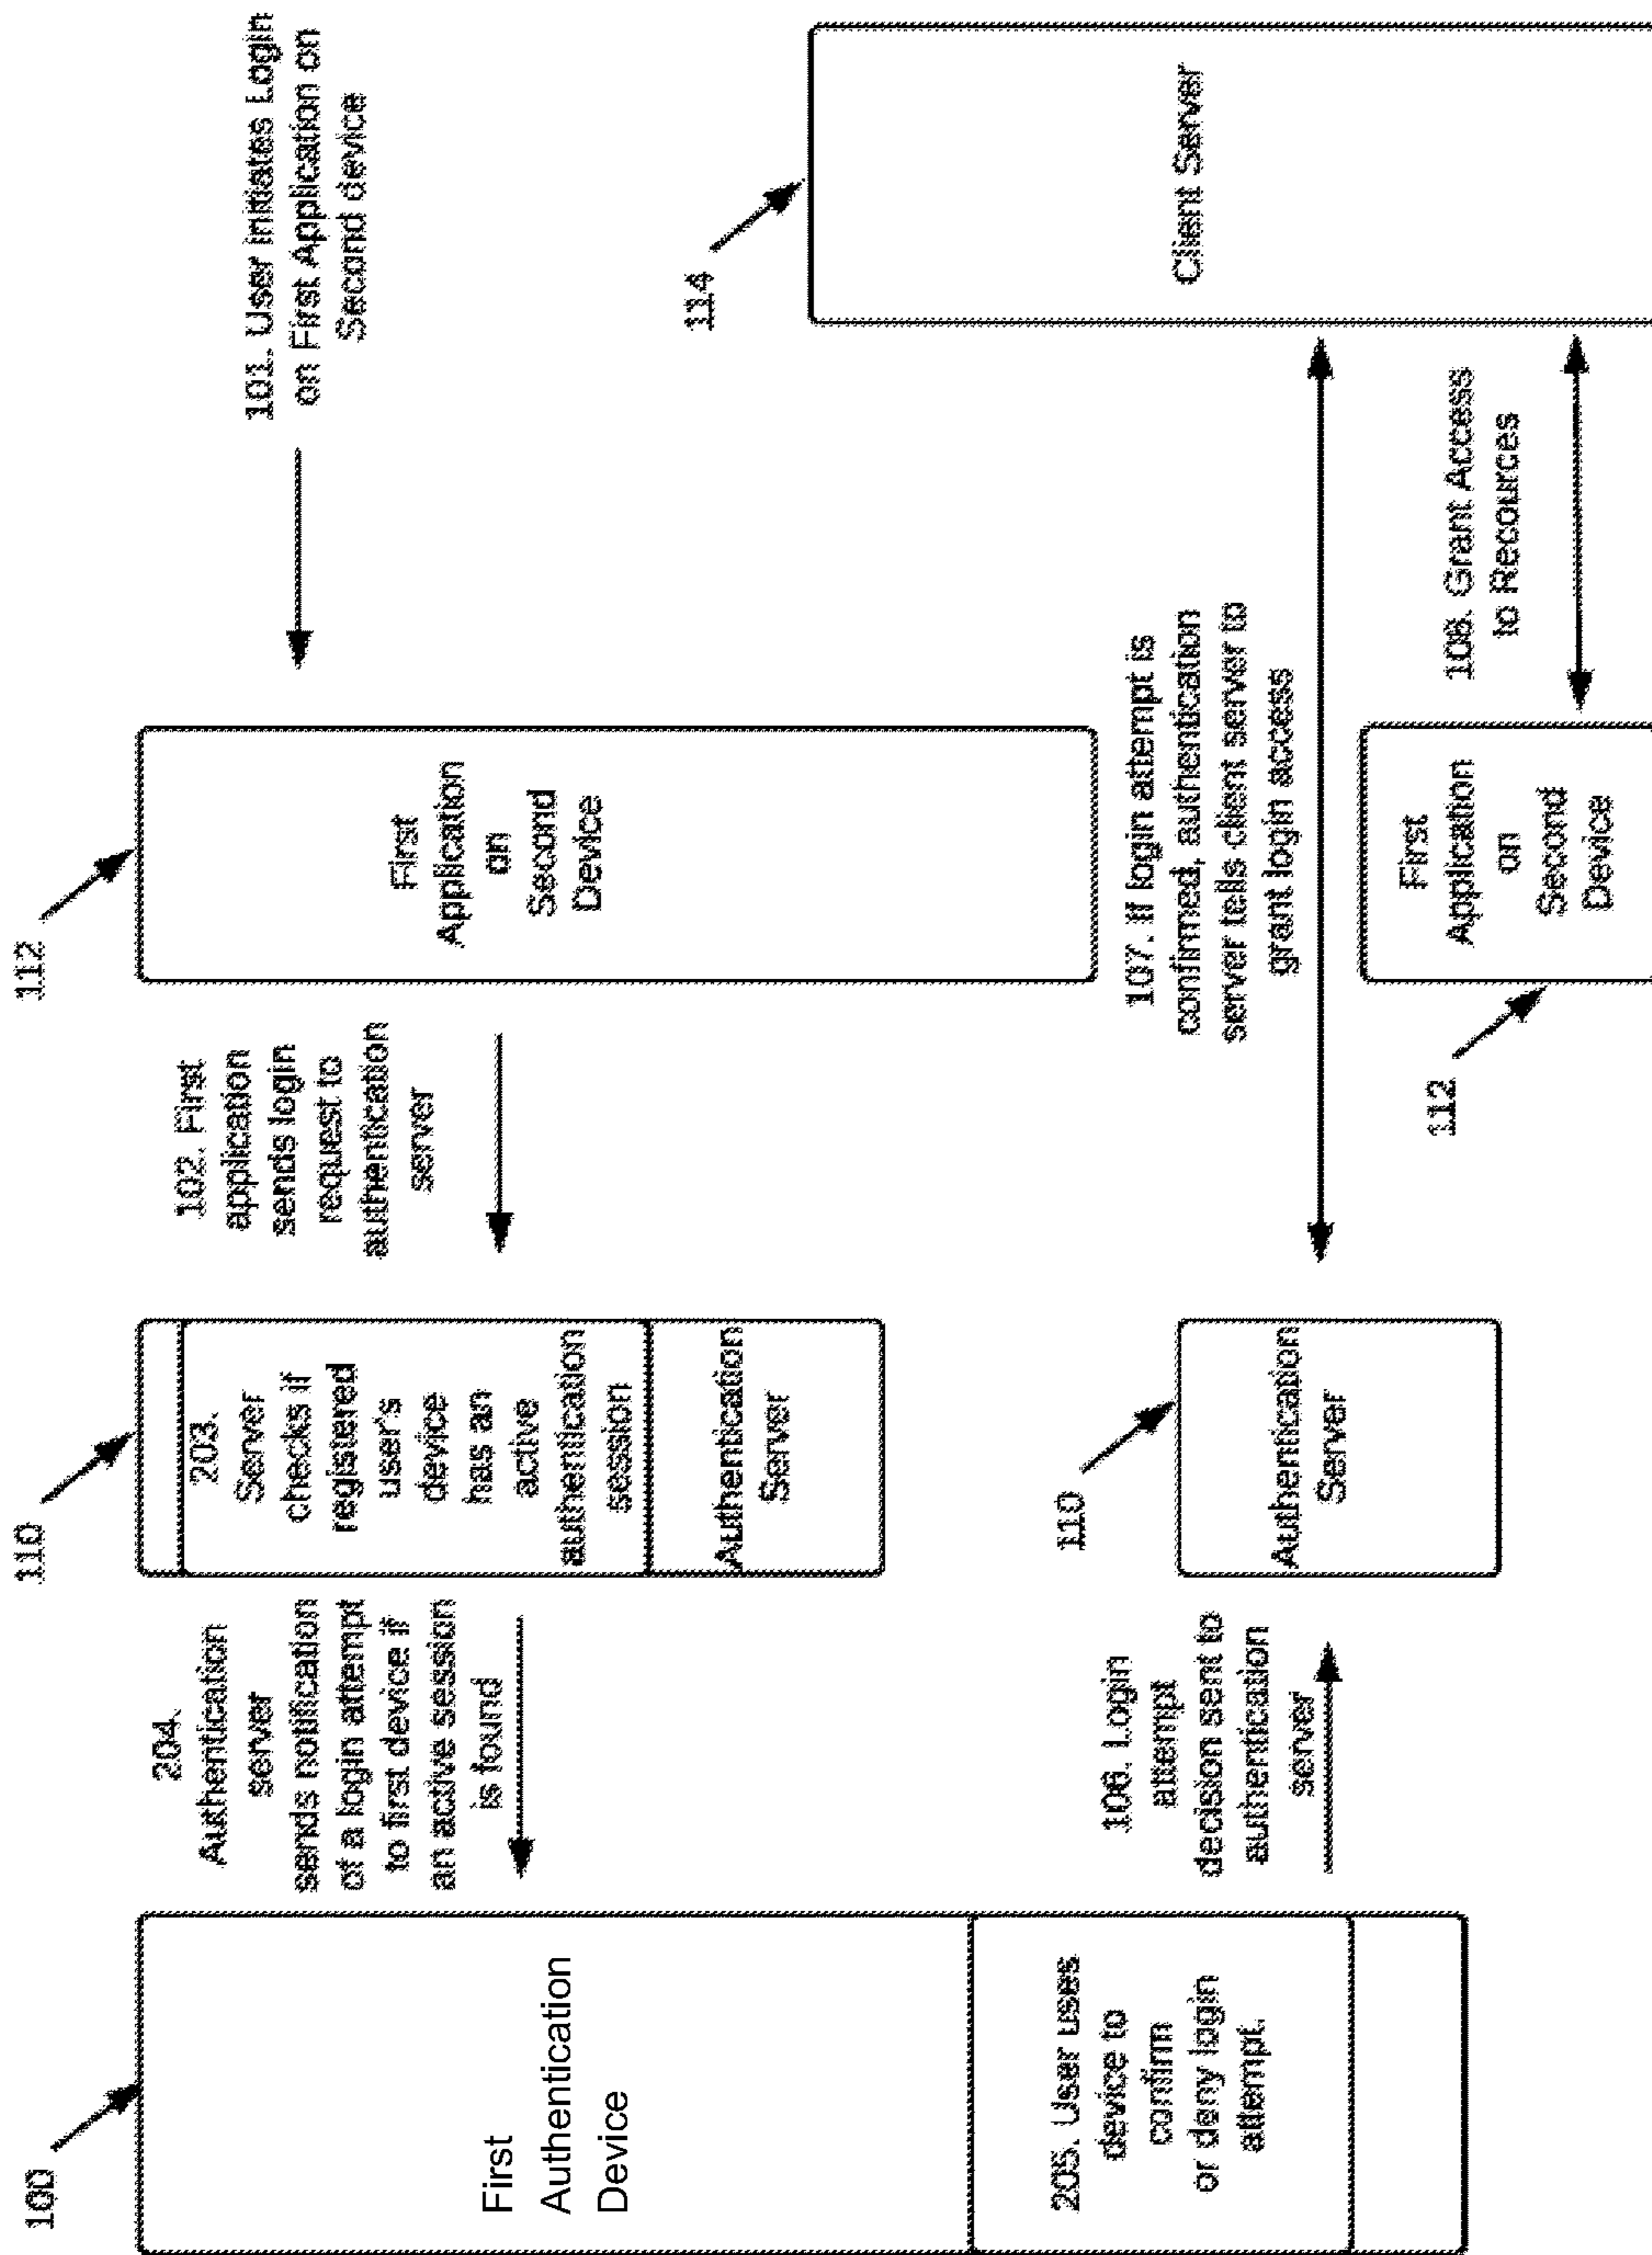 100
First
Authentication
Device
205. User uses
device to
confirm
or deny login
attempt.
204.
Authentication
server
sends notification
of a login attempt
to first device if
an active session
is found
106. Login
attempt
decision sent to
authentication
server
110
203.
Server
checks if
registered
user's
device
has an
active
authentication
session
Authentication
Server
110
Authentication
Server
102. First
application
sends login
request to
authentication
server
112
First
Application
on
Second
Device
107. If login attempt is
confirmed, authentication
server tells client server to
grant login access
112
First
Application
on
Second
Device
101. User initiates Login
on First Application on
Second device
114
Client Server
108. Grant Access
to Recources